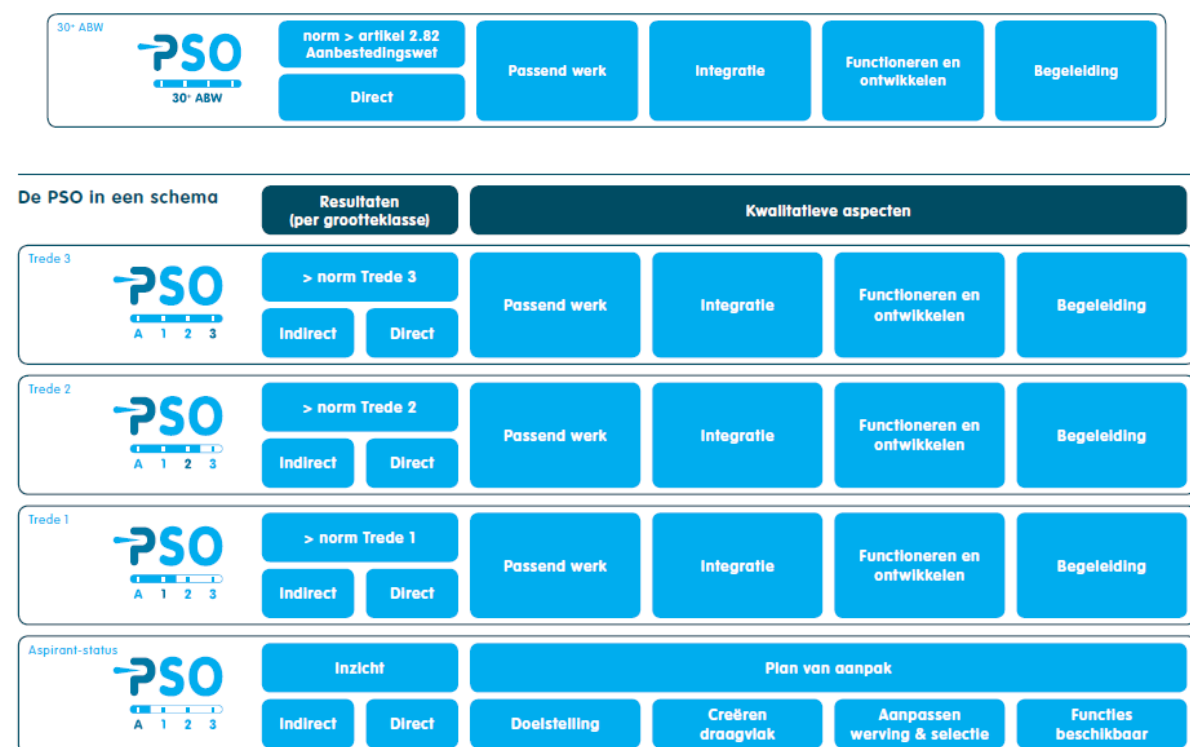 30⁺ ABW
PSO
30⁺ ABW
norm > artikel 2.82
Aanbestedingswet
Direct
Passend werk
Integratie
Functioneren en
ontwikkelen
Begeleiding
De PSO in een schema
Resultaten
(per grootteklasse)
Kwalitatieve aspecten
Trede 3
PSO
A 1 2 3
> norm Trede 3
Indirect
Direct
Passend werk
Integratie
Functioneren en
ontwikkelen
Begeleiding
Trede 2
PSO
A 1 2 3
> norm Trede 2
Indirect
Direct
Passend werk
Integratie
Functioneren en
ontwikkelen
Begeleiding
Trede 1
PSO
A 1 2 3
> norm Trede 1
Indirect
Direct
Passend werk
Integratie
Functioneren en
ontwikkelen
Begeleiding
Aspirant-status
PSO
A 1 2 3
Inzicht
Indirect
Direct
Plan van aanpak
Doelstelling
Creëren
draagvlak
Aanpassen
werving & selectie
Functies
beschikbaar